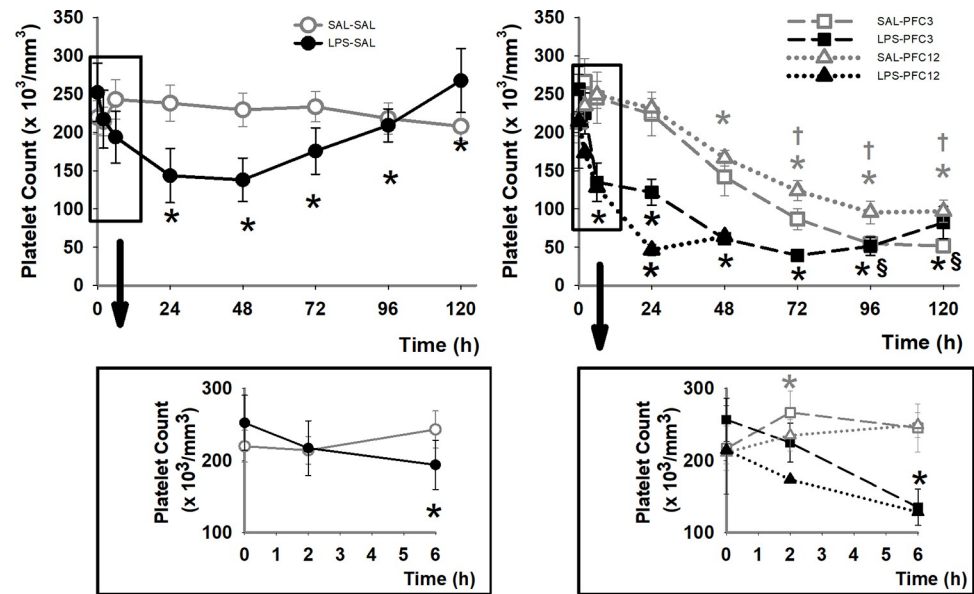 SAL-SAL
LPS-SAL
Platelet Count (x 10³/mm³)
350
300
250
200
150
100
50
0
*
*
*
*
*
0 24 48 72 96 120
Time (h)
SAL-PFC3
LPS-PFC3
SAL-PFC12
LPS-PFC12
Platelet Count (x 10³/mm³)
350
300
250
200
150
100
50
0
† † †
* * * *
* *
* * * *§ *§
0 24 48 72 96 120
Time (h)
Platelet Count
(x 10³/mm³)
300
200
100
*
0 1 2 3 4 5 6
Time (h)
Platelet Count
(x 10³/mm³)
300
200
100
*
*
0 1 2 3 4 5 6
Time (h)